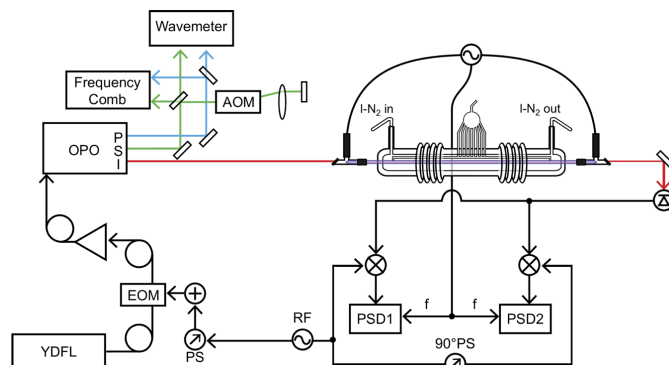 Wavemeter
Frequency
Comb
AOM
OPO
P
S
I
l-N₂ in
l-N₂ out
EOM
YDFL
PS
RF
PSD1
f
f
PSD2
90°PS